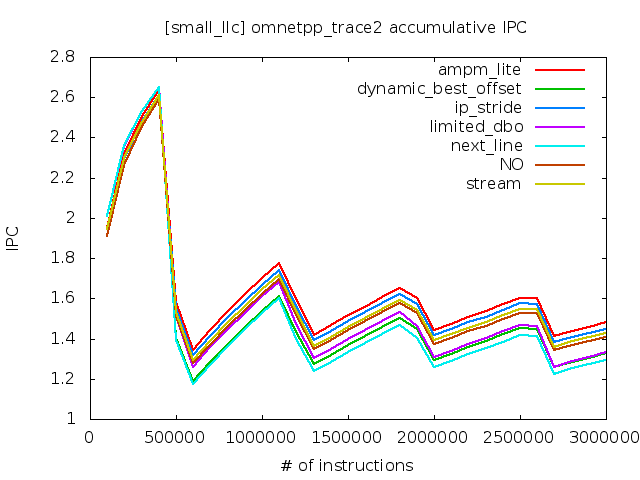 [small_llc] omnetpp_trace2 accumulative IPC
2.8
2.6
2.4
2.2
2
1.8
1.6
1.4
1.2
1
IPC
ampm_lite
dynamic_best_offset
ip_stride
limited_dbo
next_line
NO
stream
0 500000 1000000 1500000 2000000 2500000 3000000
# of instructions